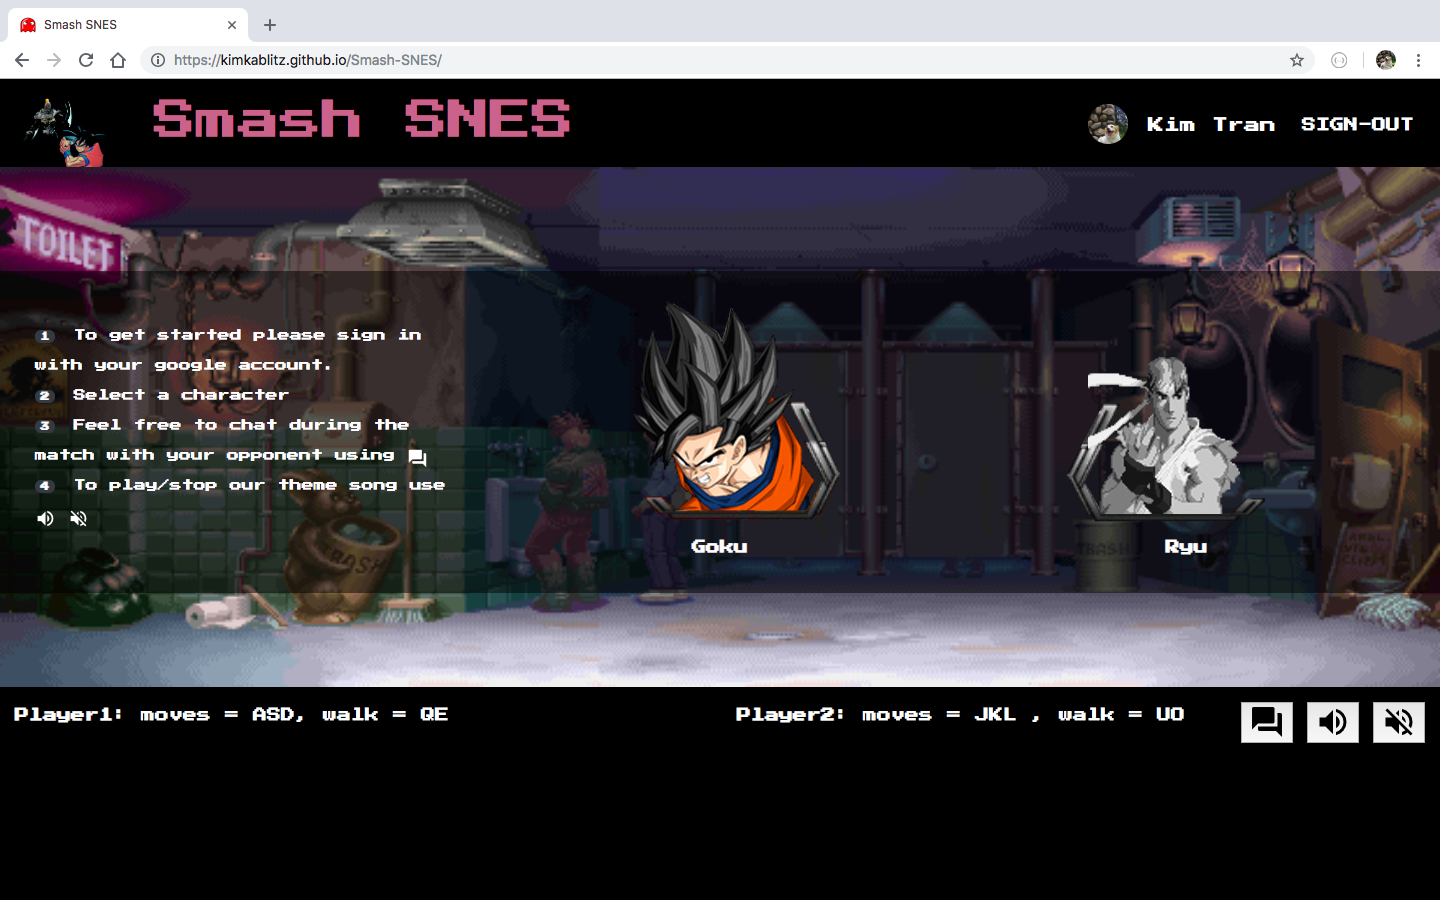 Smash SNES
https://kimkablitz.github.io/Smash-SNES/
Smash SNES
Kim Tran SIGN-OUT
TOILET
1 To get started please sign in
with your google account.
2 Select a character
3 Feel free to chat during the
match with your opponent using
4 To play/stop our theme song use
TRASH
TRASH
Goku
Ryu
Player1: moves = ASD, walk = QE
Player2: moves = JKL , walk = UO